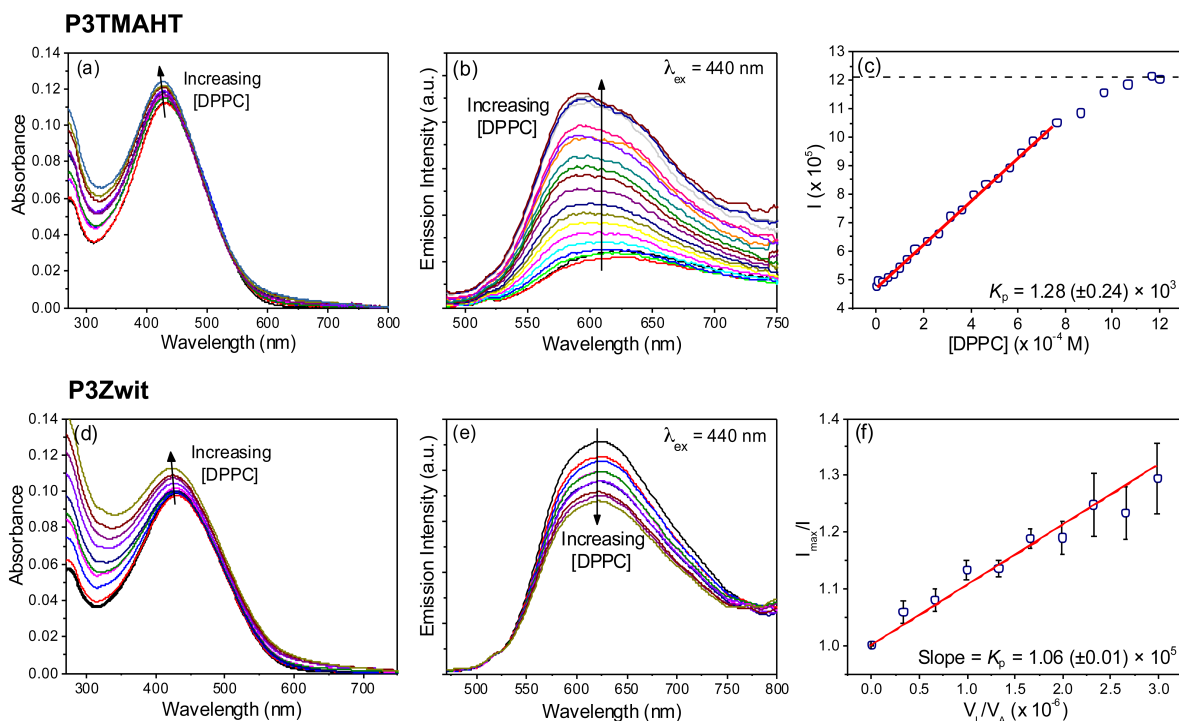 P3TMAHT
(a)
Increasing
[DPPC]
Absorbance
0.14
0.12
0.10
0.08
0.06
0.04
0.02
0.00
300 400 500 600 700 800
Wavelength (nm)
(b)
λex = 440 nm
Increasing
[DPPC]
Emission Intensity (a.u.)
500 550 600 650 700 750
Wavelength (nm)
(c)
I (x 10⁵)
13
12
11
10
9
8
7
6
5
4
Kp = 1.28 (±0.24) × 10³
0 2 4 6 8 10 12
[DPPC] (x 10⁻⁴ M)
P3Zwit
(d)
Increasing
[DPPC]
Absorbance
0.14
0.12
0.10
0.08
0.06
0.04
0.02
0.00
300 400 500 600 700
Wavelength (nm)
(e)
λex = 440 nm
Increasing
[DPPC]
Emission Intensity (a.u.)
500 550 600 650 700 750 800
Wavelength (nm)
(f)
Imax/I
1.4
1.3
1.2
1.1
1.0
Slope = Kp = 1.06 (±0.01) × 10⁵
0.0 0.5 1.0 1.5 2.0 2.5 3.0
VL/VA (x 10⁻⁶)